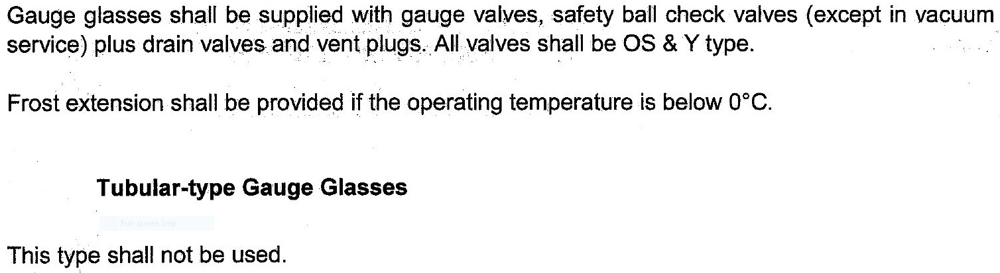 Gauge glasses shall be supplied with gauge valves, safety ball check valves (except in vacuum
service) plus drain valves and vent plugs. All valves shall be OS & Y type.
Frost extension shall be provided if the operating temperature is below 0°C.
Tubular-type Gauge Glasses
Full-screen Snip
This type shall not be used.